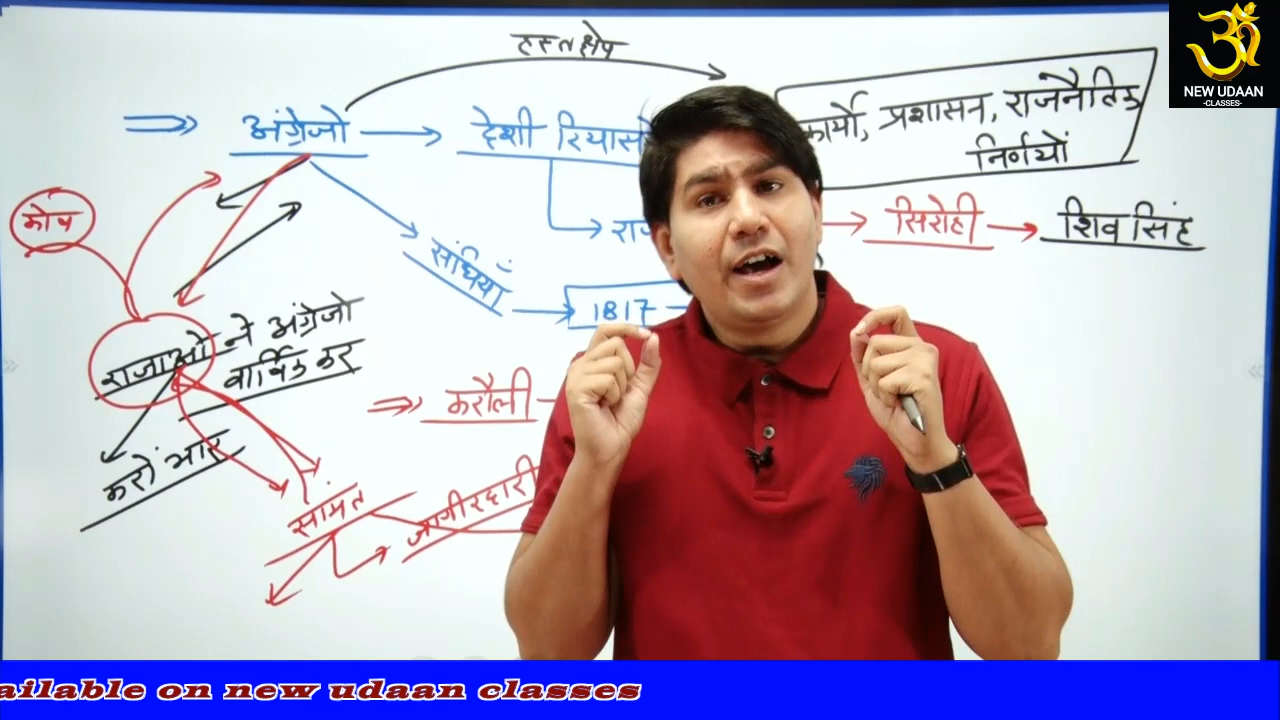 हस्तक्षेप
अंग्रेजो
देशी रियासतो
कार्यो, प्रशासन, राजनैतिक
निर्णयों
NEW UDAAN
-CLASSES-
कोष
संधियाँ
सिरोही
शिवसिंह
1817
राजाओ ने अंग्रेजो
वार्षिक कर
करौली
करों भार
सामंत
जागीरदारी
ailable on new udaan classes